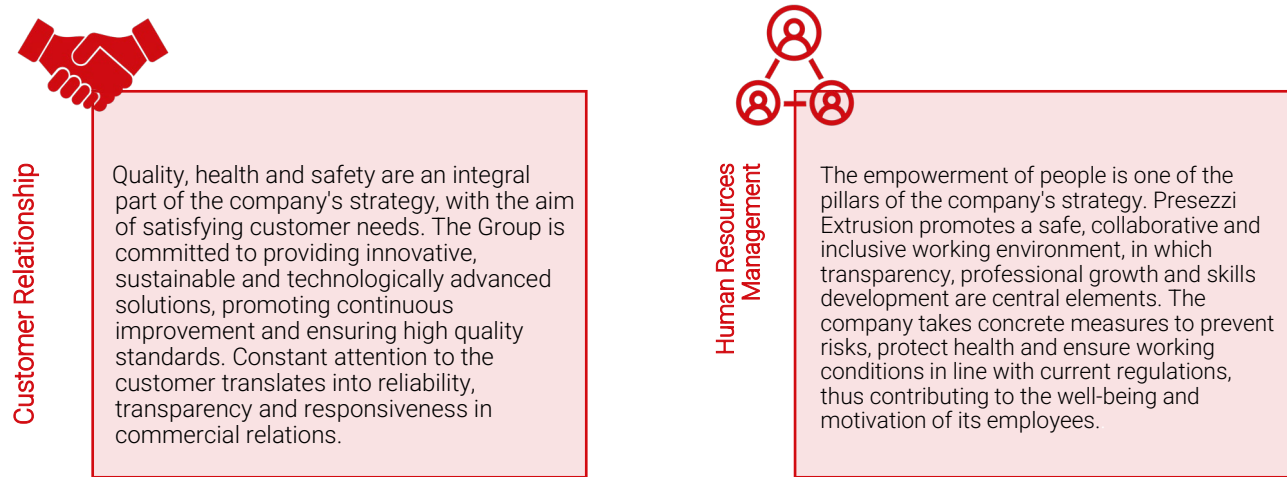 Customer Relationship
Quality, health and safety are an integral
part of the company's strategy, with the aim
of satisfying customer needs. The Group is
committed to providing innovative,
sustainable and technologically advanced
solutions, promoting continuous
improvement and ensuring high quality
standards. Constant attention to the
customer translates into reliability,
transparency and responsiveness in
commercial relations.
Human Resources
Management
The empowerment of people is one of the
pillars of the company's strategy. Presezzi
Extrusion promotes a safe, collaborative and
inclusive working environment, in which
transparency, professional growth and skills
development are central elements. The
company takes concrete measures to prevent
risks, protect health and ensure working
conditions in line with current regulations,
thus contributing to the well-being and
motivation of its employees.